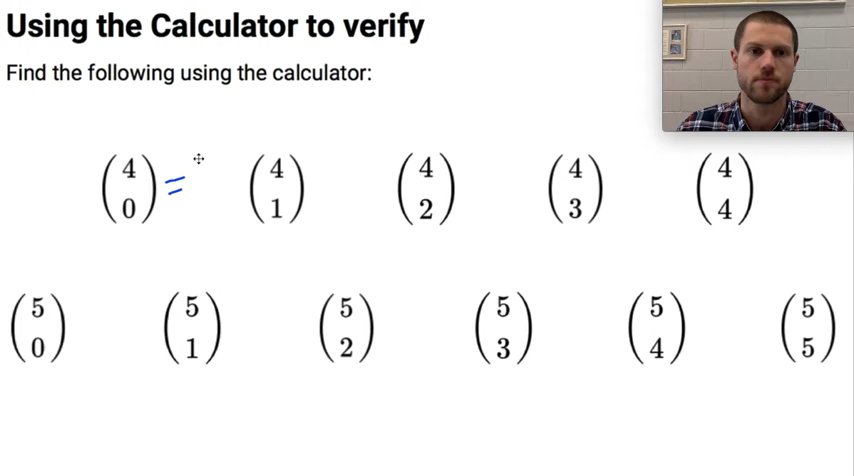 Using the Calculator to verify
Find the following using the calculator:
(4 0) = (4 1) (4 2) (4 3) (4 4)
(5 0) (5 1) (5 2) (5 3) (5 4) (5 5)